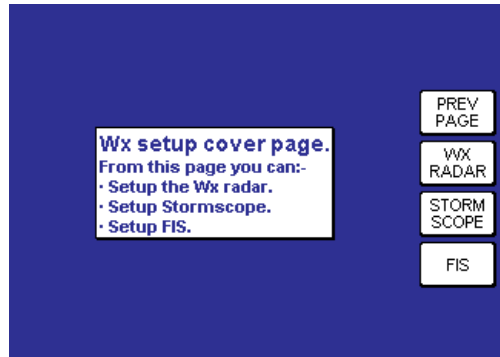 Wx setup cover page.
From this page you can:-
· Setup the Wx radar.
· Setup Stormscope.
· Setup FIS.
PREV
PAGE
WX
RADAR
STORM
SCOPE
FIS